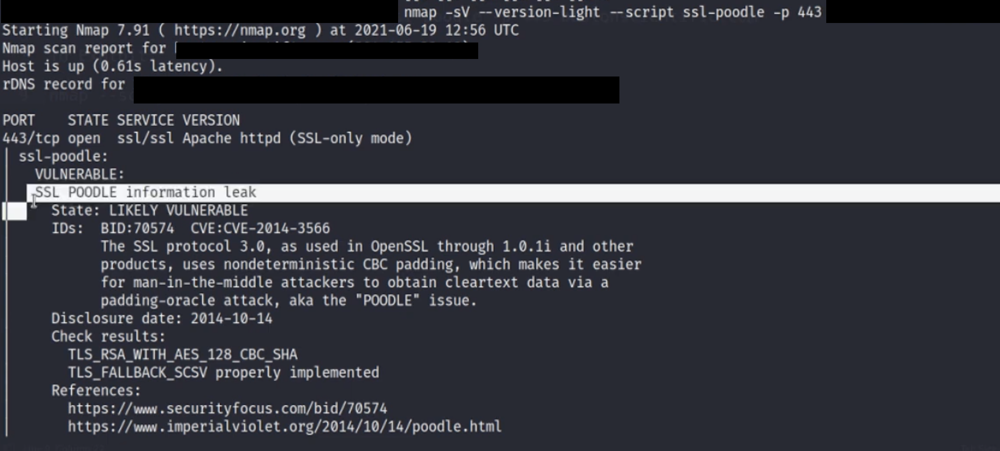 nmap -sV --version-light --script ssl-poodle -p 443
Starting Nmap 7.91 ( https://nmap.org ) at 2021-06-19 12:56 UTC
Nmap scan report for
Host is up (0.61s latency).
rDNS record for
PORT    STATE SERVICE VERSION
443/tcp open  ssl/ssl Apache httpd (SSL-only mode)
| ssl-poodle:
|   VULNERABLE:
|   SSL POODLE information leak
|     State: LIKELY VULNERABLE
|     IDs:  BID:70574  CVE:CVE-2014-3566
|           The SSL protocol 3.0, as used in OpenSSL through 1.0.1i and other
|           products, uses nondeterministic CBC padding, which makes it easier
|           for man-in-the-middle attackers to obtain cleartext data via a
|           padding-oracle attack, aka the "POODLE" issue.
|     Disclosure date: 2014-10-14
|     Check results:
|       TLS_RSA_WITH_AES_128_CBC_SHA
|       TLS_FALLBACK_SCSV properly implemented
|     References:
|       https://www.securityfocus.com/bid/70574
|       https://www.imperialviolet.org/2014/10/14/poodle.html